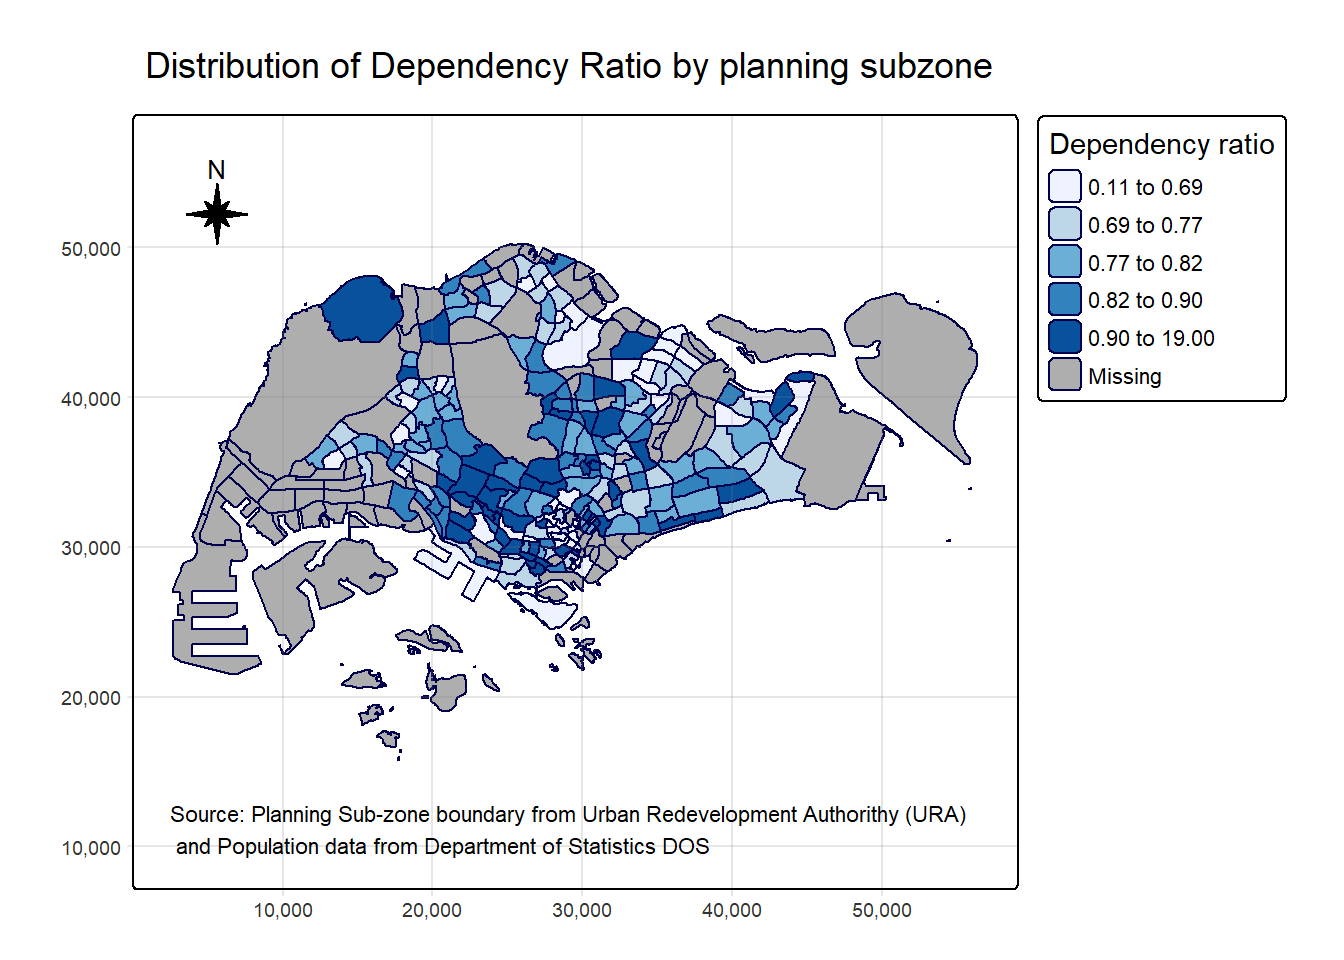 Distribution of Dependency Ratio by planning subzone
N
Dependency ratio
0.11 to 0.69
0.69 to 0.77
0.77 to 0.82
0.82 to 0.90
0.90 to 19.00
Missing
50,000
40,000
30,000
20,000
10,000
Source: Planning Sub-zone boundary from Urban Redevelopment Authorithy (URA)
and Population data from Department of Statistics DOS
10,000 20,000 30,000 40,000 50,000